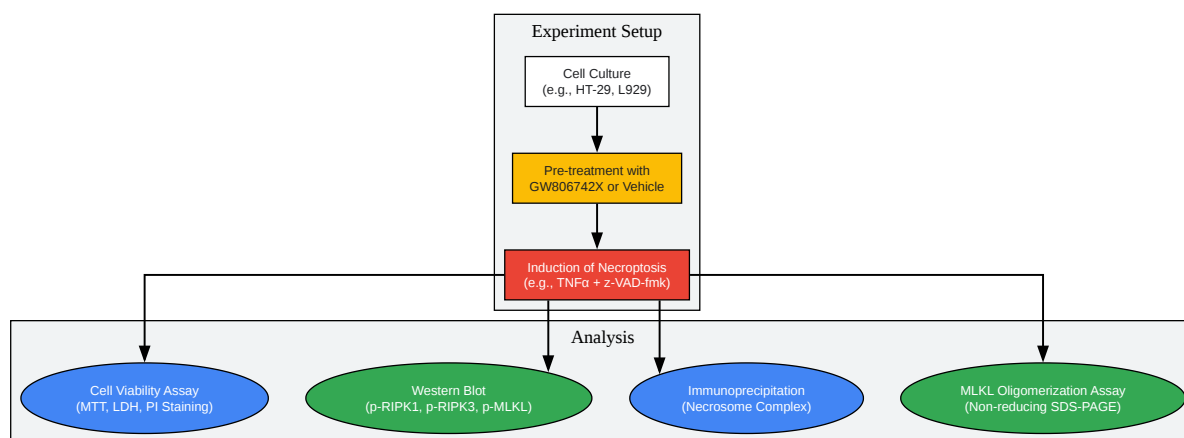 Experiment Setup
Cell Culture
(e.g., HT-29, L929)
Pre-treatment with
GW806742X or Vehicle
Induction of Necroptosis
(e.g., TNFα + z-VAD-fmk)
Analysis
Cell Viability Assay
(MTT, LDH, PI Staining)
Western Blot
(p-RIPK1, p-RIPK3, p-MLKL)
Immunoprecipitation
(Necrosome Complex)
MLKL Oligomerization Assay
(Non-reducing SDS-PAGE)